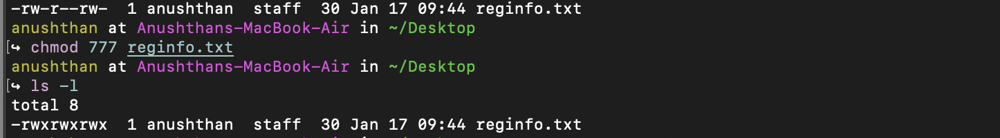 -rw-r--rw-  1 anushthan  staff  30 Jan 17 09:44 reginfo.txt
anushthan at Anushthans-MacBook-Air in ~/Desktop
[↪ chmod 777 reginfo.txt
anushthan at Anushthans-MacBook-Air in ~/Desktop
[↪ ls -l
total 8
-rwxrwxrwx  1 anushthan  staff  30 Jan 17 09:44 reginfo.txt